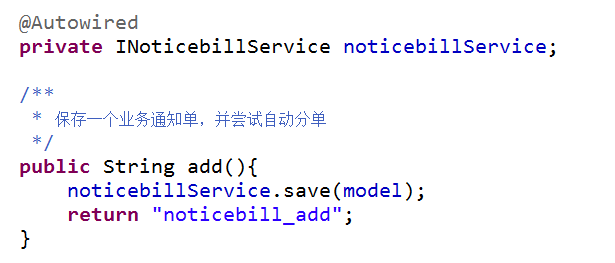 @Autowired
private INoticebillService noticebillService;
/**
* 保存一个业务通知单，并尝试自动分单
*/
public String add(){
noticebillService.save(model);
return "noticebill_add";
}